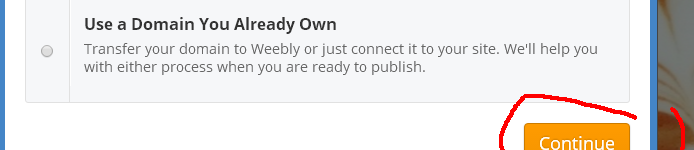 Use a Domain You Already Own
Transfer your domain to Weebly or just connect it to your site. We'll help you
with either process when you are ready to publish.
Continue